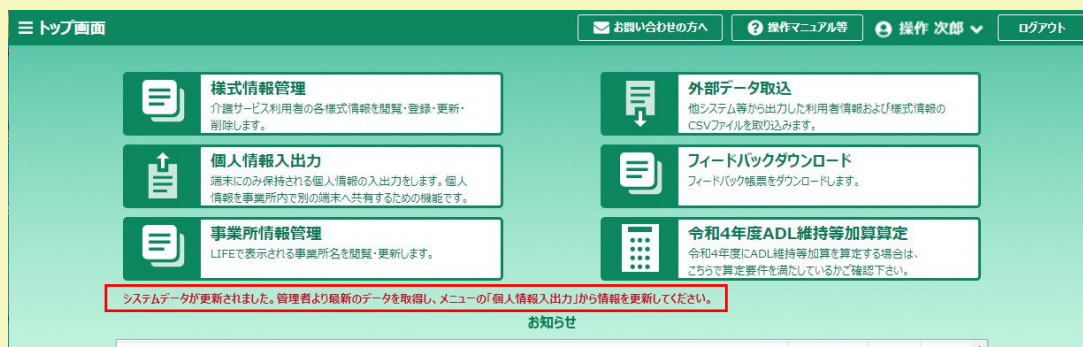 トップ画面
お問い合わせの方へ
操作マニュアル等
操作 次郎
ログアウト
様式情報管理
介護サービス利用者の各様式情報を閲覧・登録・更新・
削除します。
外部データ取込
他システム等から出力した利用者情報および様式情報の
CSVファイルを取り込みます。
個人情報入出力
端末にのみ保持される個人情報の入出力をします。個人
情報を事業所内で別の端末へ共有するための機能です。
フィードバックダウンロード
フィードバック帳票をダウンロードします。
事業所情報管理
LIFEで表示される事業所名を閲覧・更新します。
令和4年度ADL維持等加算算定
令和4年度にADL維持等加算を算定する場合は、
こちらで算定要件を満たしているかご確認下さい。
システムデータが更新されました。管理者より最新のデータを取得し、メニューの「個人情報入出力」から情報を更新してください。
お知らせ